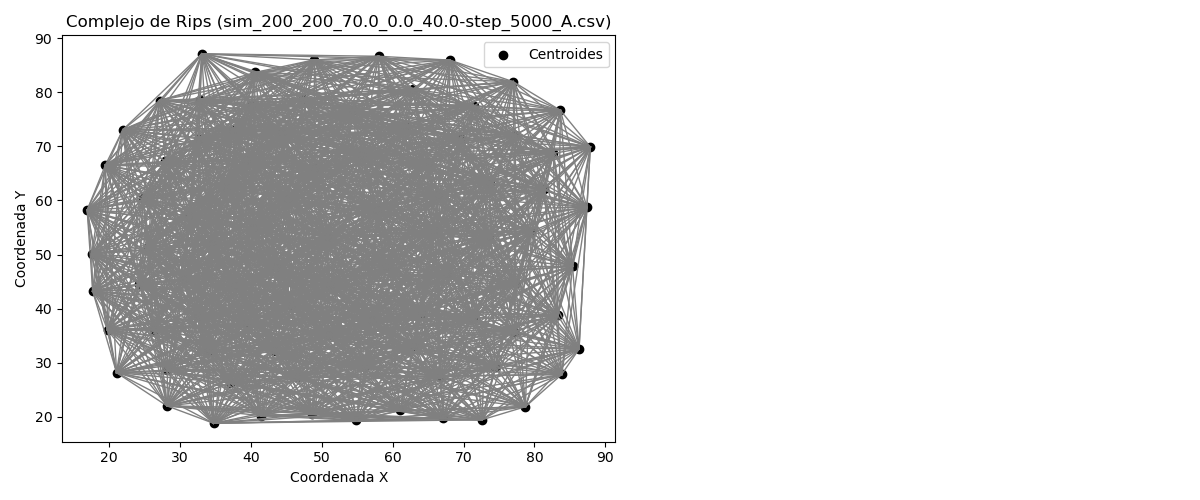 Complejo de Rips (sim_200_200_70.0_0.0_40.0-step_5000_A.csv)
Centroides
90
80
70
60
50
40
30
20
Coordenada Y
20 30 40 50 60 70 80 90
Coordenada X